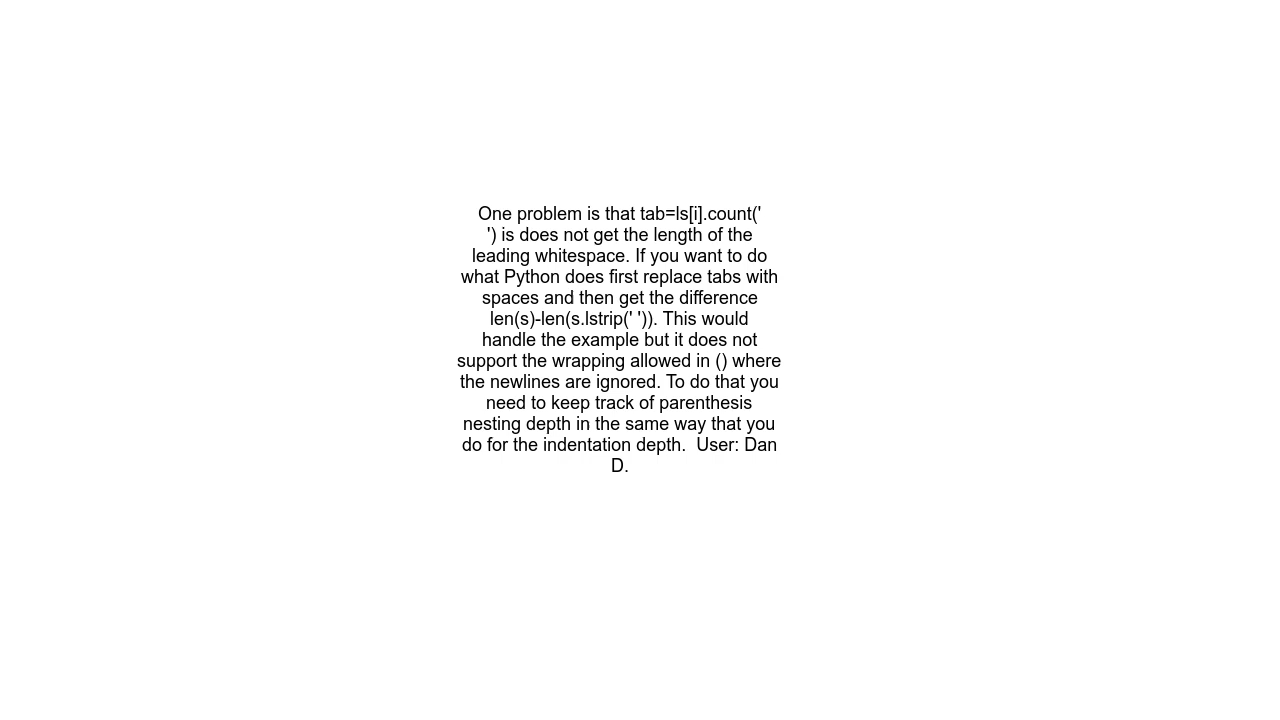 One problem is that tab=ls[i].count('
') is does not get the length of the
leading whitespace. If you want to do
what Python does first replace tabs with
spaces and then get the difference
len(s)-len(s.lstrip(' ')). This would
handle the example but it does not
support the wrapping allowed in () where
the newlines are ignored. To do that you
need to keep track of parenthesis
nesting depth in the same way that you
do for the indentation depth.  User: Dan
D.